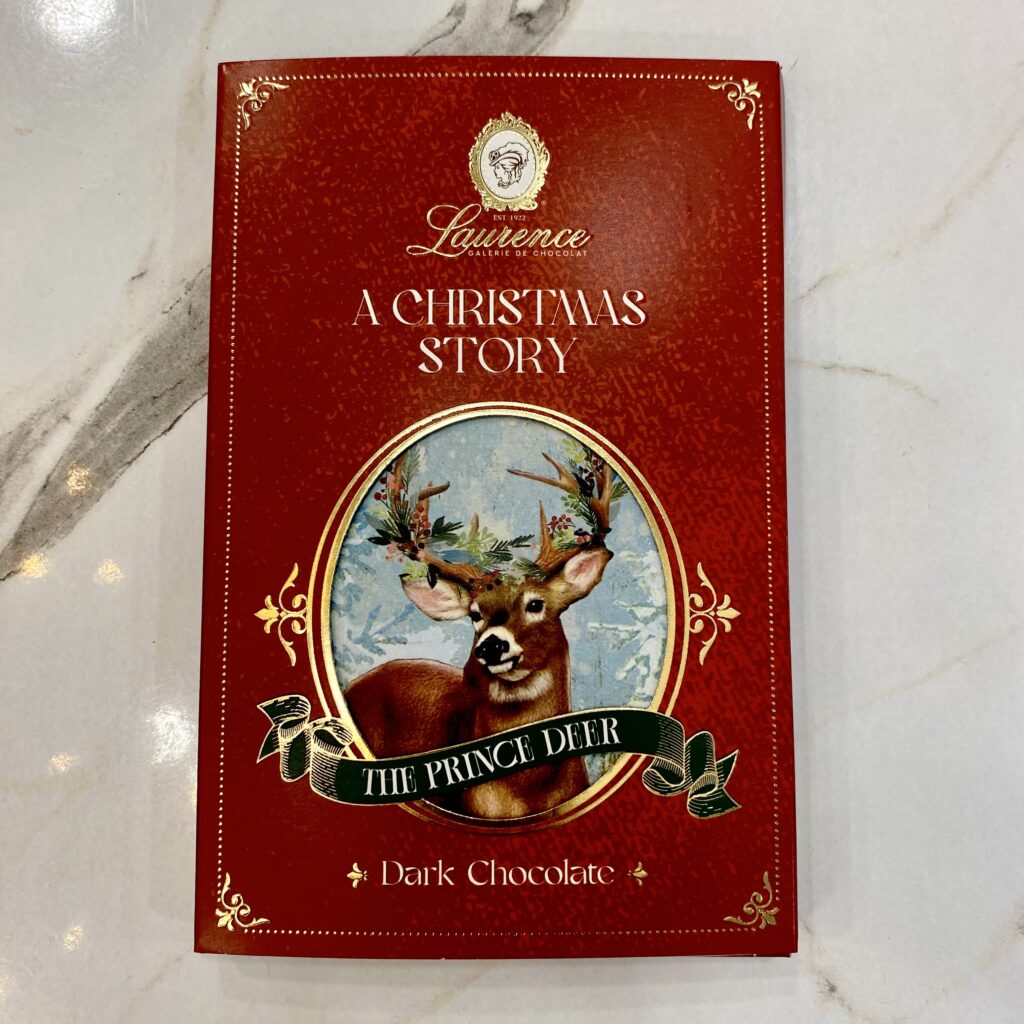 EST. 1922
Laurence
GALERIE DE CHOCOLAT
A CHRISTMAS
STORY
THE PRINCE DEER
Dark Chocolate